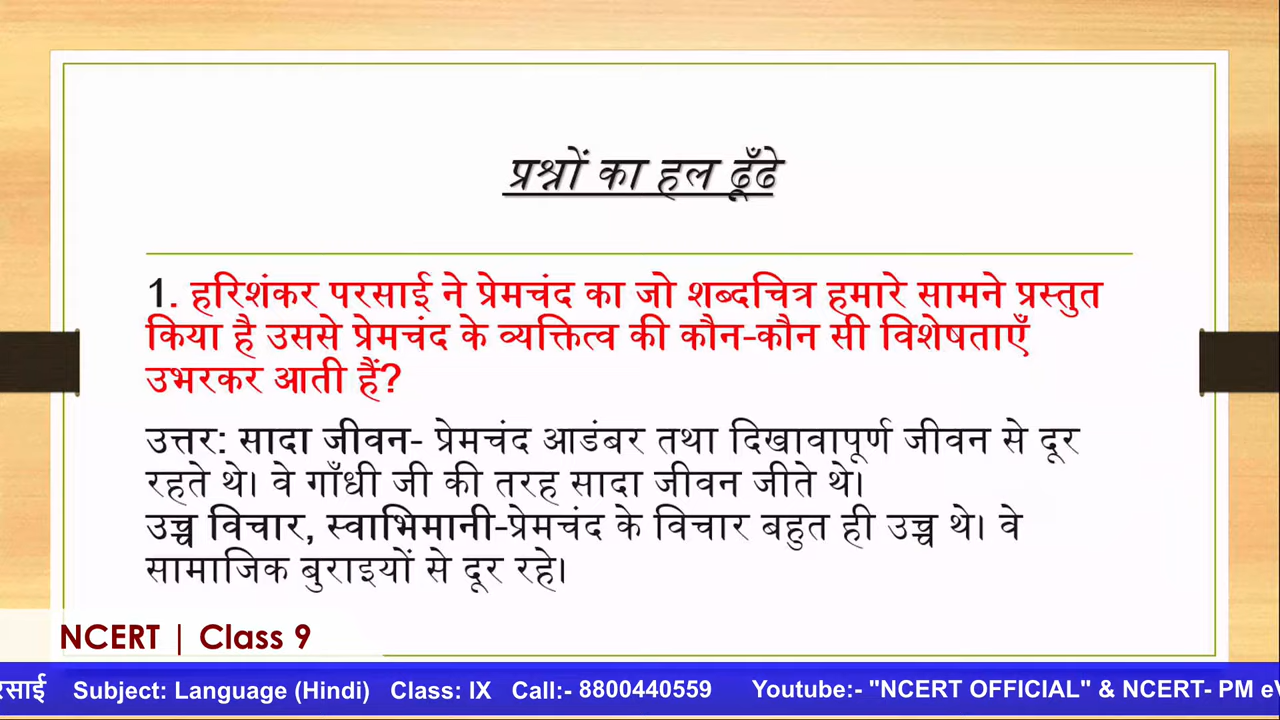 प्रश्नों का हल ढूँढे
1. हरिशंकर परसाई ने प्रेमचंद का जो शब्दचित्र हमारे सामने प्रस्तुत
किया है उससे प्रेमचंद के व्यक्तित्व की कौन-कौन सी विशेषताएँ
उभरकर आती हैं?
उत्तर: सादा जीवन- प्रेमचंद आडंबर तथा दिखावापूर्ण जीवन से दूर
रहते थे। वे गाँधी जी की तरह सादा जीवन जीते थे।
उच्च विचार, स्वाभिमानी-प्रेमचंद के विचार बहुत ही उच्च थे। वे
सामाजिक बुराइयों से दूर रहे।
NCERT | Class 9
रसाई Subject: Language (Hindi) Class: IX Call:- 8800440559 Youtube:- "NCERT OFFICIAL" & NCERT- PM eV